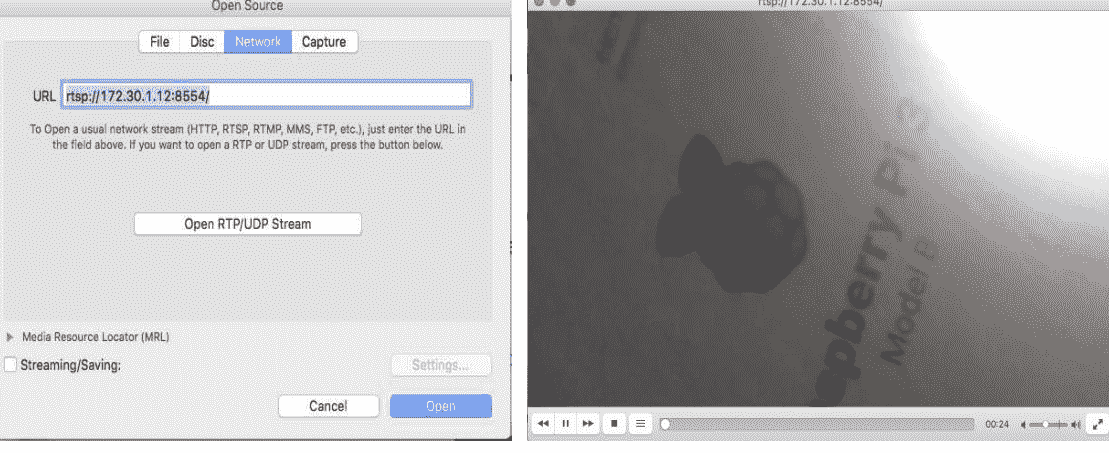 Open Source
File
Disc
Network
Capture
URL
rtsp://172.30.1.12:8554/
To Open a usual network stream (HTTP, RTSP, RTMP, MMS, FTP, etc.), just enter the URL in
the field above. If you want to open a RTP or UDP stream, press the button below.
Open RTP/UDP Stream
Media Resource Locator (MRL)
Streaming/Saving:
Settings...
Cancel
Open
rtsp://172.30.1.12:8554/
apberry Pi 3
Model B
00:24